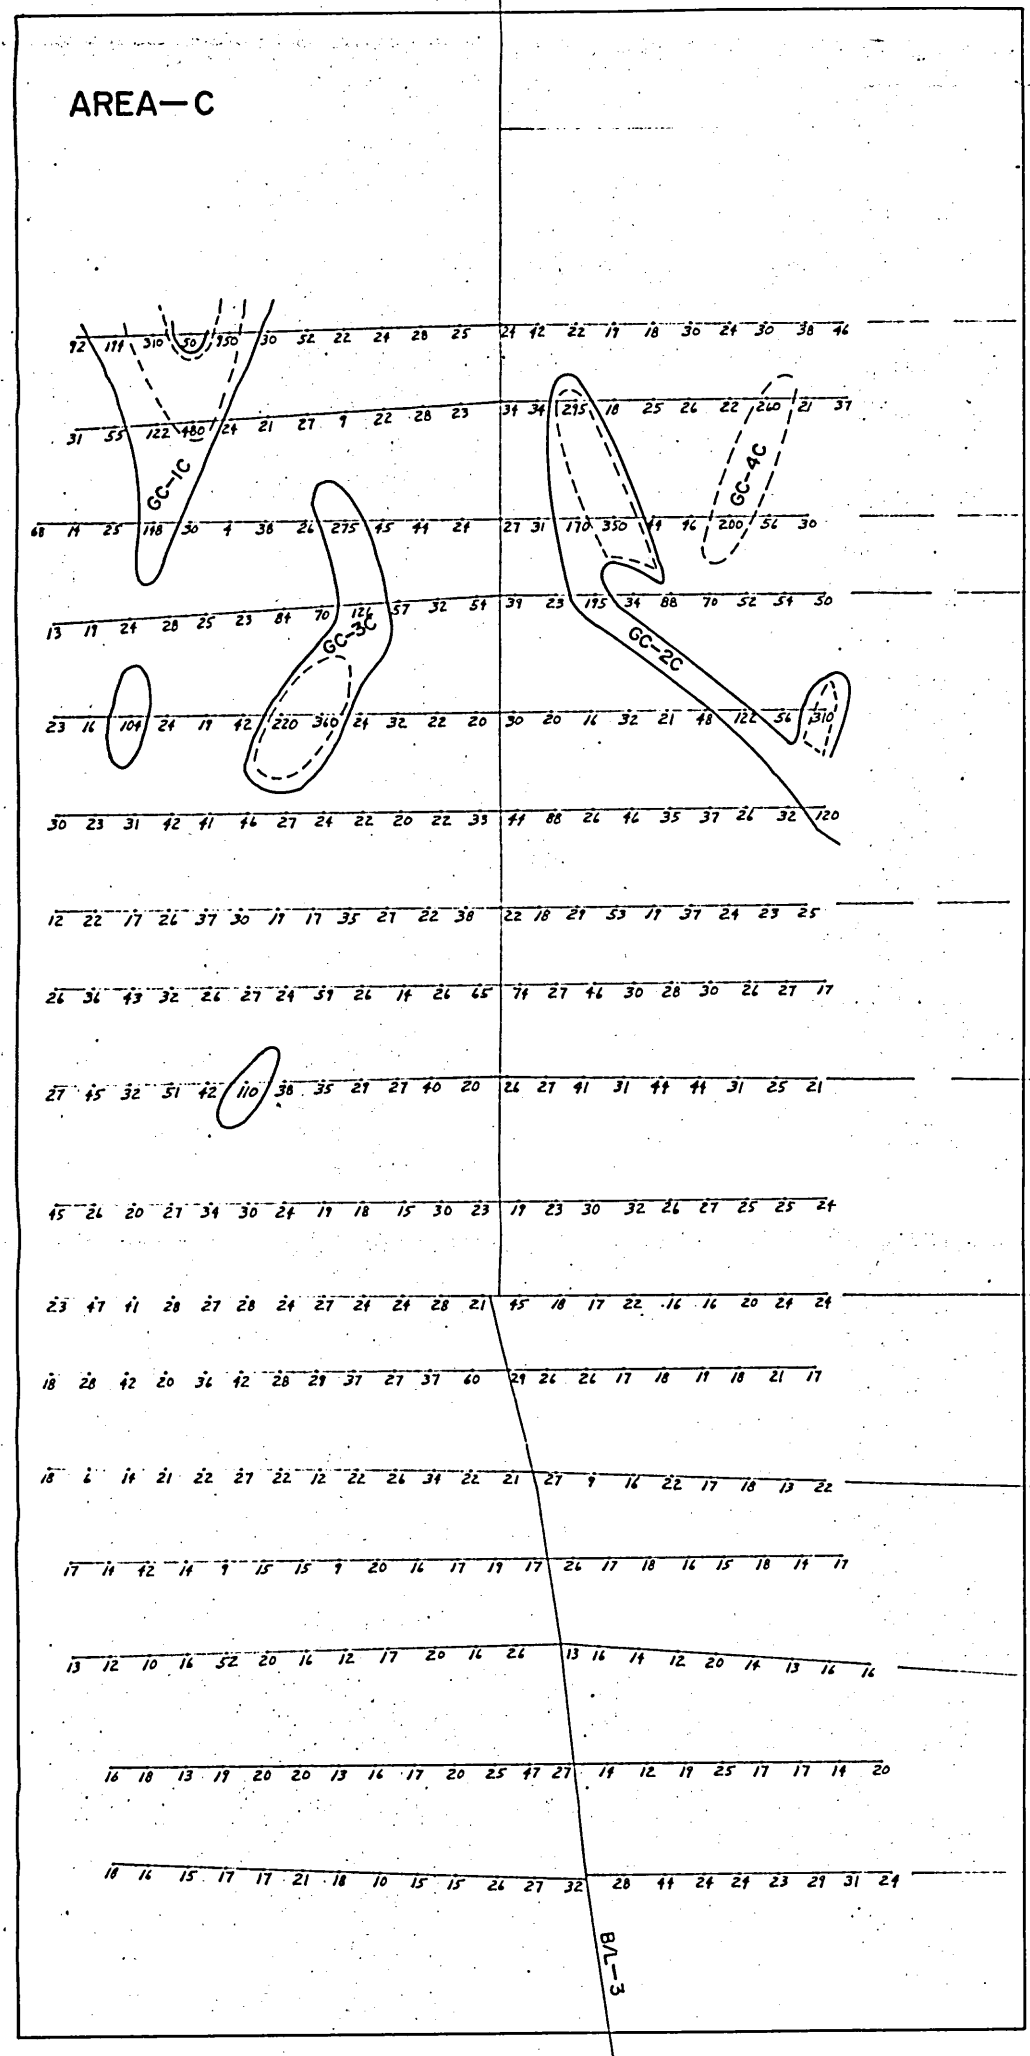 AREA—C
92 194 310 50 950 30 52 22 24 28 25 24 42 22 19 18 30 24 30 38 46
31 55 122 480 24 21 27 9 22 28 23 34 34 295 18 25 26 22 260 21 37
GC-1C
GC-4C
68 14 25 148 30 4 38 26 275 45 44 24 27 31 170 350 44 46 200 56 30
13 19 24 28 25 23 84 70 126 57 32 54 39 23 195 34 88 70 52 54 50
GC-3C
GC-2C
23 16 104 24 19 42 220 360 24 32 22 20 30 20 16 32 21 48 122 56 310
30 23 31 42 41 46 27 24 22 20 22 33 44 88 26 46 35 37 26 32 120
12 22 17 26 37 30 19 17 35 27 22 38 22 18 29 53 19 37 24 23 25
26 36 43 32 26 27 24 59 26 14 26 65 74 27 46 30 28 30 26 27 17
27 45 32 51 42 110 38 35 29 27 40 20 26 27 41 31 44 44 31 25 21
45 26 20 27 34 30 24 19 18 15 30 23 19 23 30 32 26 27 25 25 24
23 47 41 28 27 28 24 27 24 24 28 21 45 18 17 22 16 16 20 24 24
18 28 42 20 36 42 28 29 37 27 37 60 29 26 26 17 18 19 18 21 17
18 6 14 21 22 27 22 12 22 26 34 22 21 27 9 16 22 17 18 13 22
17 14 42 14 9 15 15 9 20 16 17 19 17 26 17 18 16 15 18 14 17
13 12 10 16 52 20 16 12 17 20 16 26 13 16 14 12 20 14 13 16 16
16 18 13 19 20 20 13 16 17 20 25 47 27 14 12 19 25 17 17 14 20
18 16 15 17 17 21 18 10 15 15 26 27 32 28 44 24 24 23 29 31 24
B/L—3